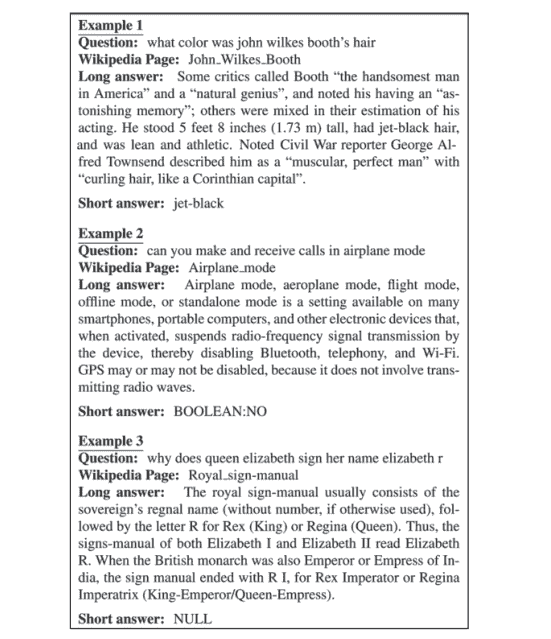 Example 1
Question: what color was john wilkes booth's hair
Wikipedia Page: John_Wilkes_Booth
Long answer: Some critics called Booth "the handsomest man
in America" and a "natural genius", and noted his having an "as-
tonishing memory"; others were mixed in their estimation of his
acting. He stood 5 feet 8 inches (1.73 m) tall, had jet-black hair,
and was lean and athletic. Noted Civil War reporter George Al-
fred Townsend described him as a "muscular, perfect man" with
"curling hair, like a Corinthian capital".
Short answer: jet-black
Example 2
Question: can you make and receive calls in airplane mode
Wikipedia Page: Airplane_mode
Long answer: Airplane mode, aeroplane mode, flight mode,
offline mode, or standalone mode is a setting available on many
smartphones, portable computers, and other electronic devices that,
when activated, suspends radio-frequency signal transmission by
the device, thereby disabling Bluetooth, telephony, and Wi-Fi.
GPS may or may not be disabled, because it does not involve trans-
mitting radio waves.
Short answer: BOOLEAN:NO
Example 3
Question: why does queen elizabeth sign her name elizabeth r
Wikipedia Page: Royal_sign-manual
Long answer: The royal sign-manual usually consists of the
sovereign's regnal name (without number, if otherwise used), fol-
lowed by the letter R for Rex (King) or Regina (Queen). Thus, the
signs-manual of both Elizabeth I and Elizabeth II read Elizabeth
R. When the British monarch was also Emperor or Empress of In-
dia, the sign manual ended with R I, for Rex Imperator or Regina
Imperatrix (King-Emperor/Queen-Empress).
Short answer: NULL